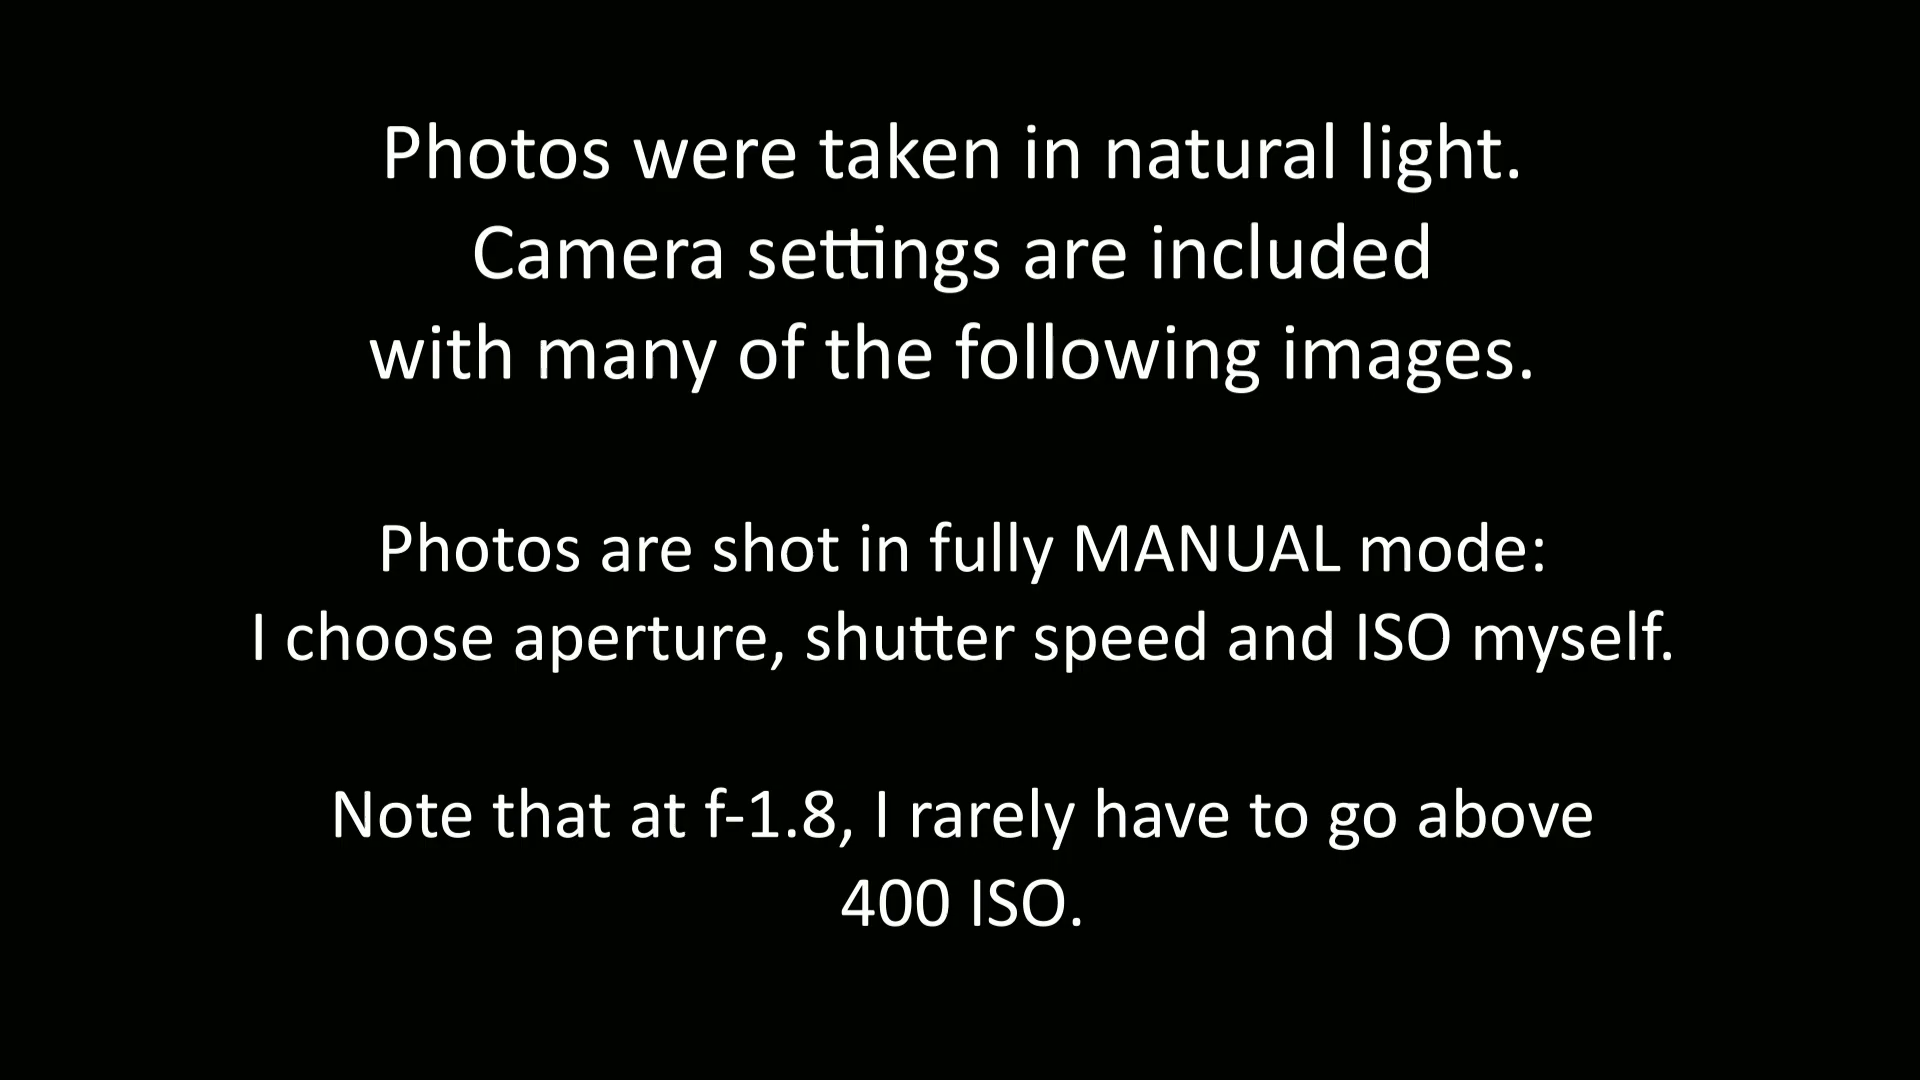 Photos were taken in natural light.
Camera settings are included
with many of the following images.
Photos are shot in fully MANUAL mode:
I choose aperture, shutter speed and ISO myself.
Note that at f-1.8, I rarely have to go above
400 ISO.